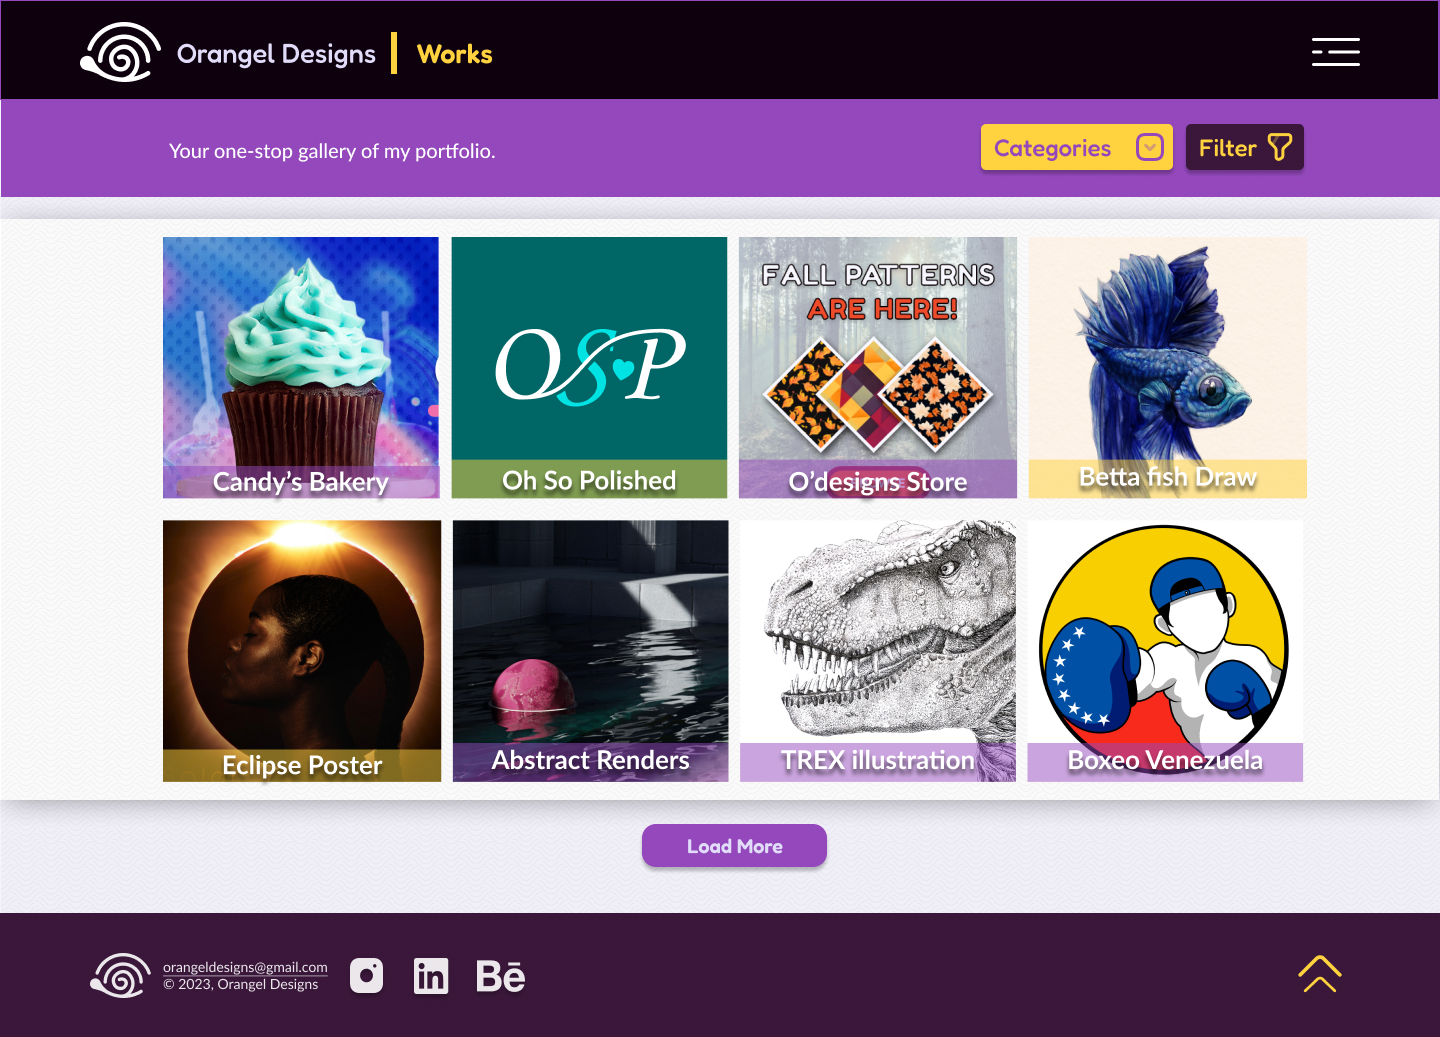 Orangel Designs
Works
Your one-stop gallery of my portfolio.
Categories
Filter
FALL PATTERNS
ARE HERE!
OSP
Candy's Bakery
Oh So Polished
O'designs Store
Betta fish Draw
Eclipse Poster
Abstract Renders
TREX illustration
Boxeo Venezuela
Load More
orangeldesigns@gmail.com
© 2023, Orangel Designs
in
Bē